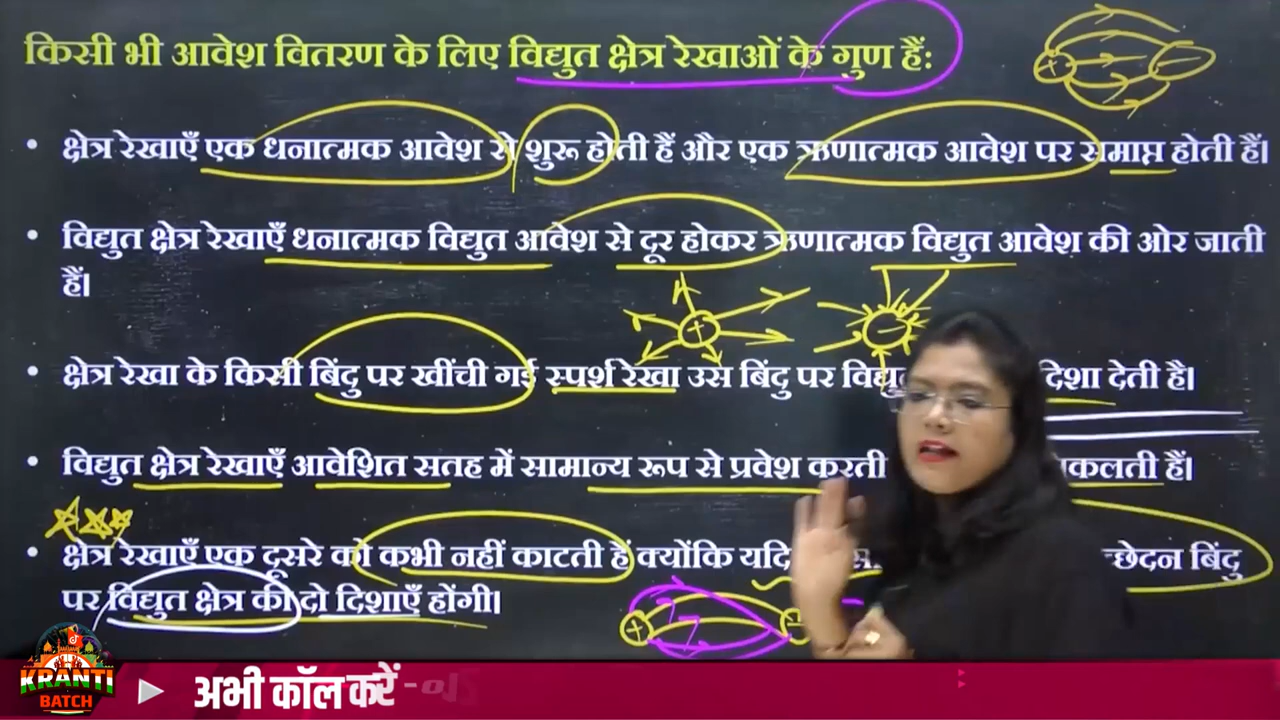 किसी भी आवेश वितरण के लिए विद्युत क्षेत्र रेखाओं के गुण हैं:
• क्षेत्र रेखाएँ एक धनात्मक आवेश से शुरू होती हैं और एक ऋणात्मक आवेश पर समाप्त होती हैं।
• विद्युत क्षेत्र रेखाएँ धनात्मक विद्युत आवेश से दूर होकर ऋणात्मक विद्युत आवेश की ओर जाती
हैं।
• क्षेत्र रेखा के किसी बिंदु पर खींची गई स्पर्श रेखा उस बिंदु पर दिशा देती है।
• विद्युत क्षेत्र रेखाएँ आवेशित सतह में सामान्य रूप से प्रवेश करती हैं।
• क्षेत्र रेखाएँ एक दूसरे को कभी नहीं काटती हैं क्योंकि यदि बिंदु
पर विद्युत क्षेत्र की दो दिशाएँ होंगी।
KRANTI
BATCH
अभी कॉल करें -